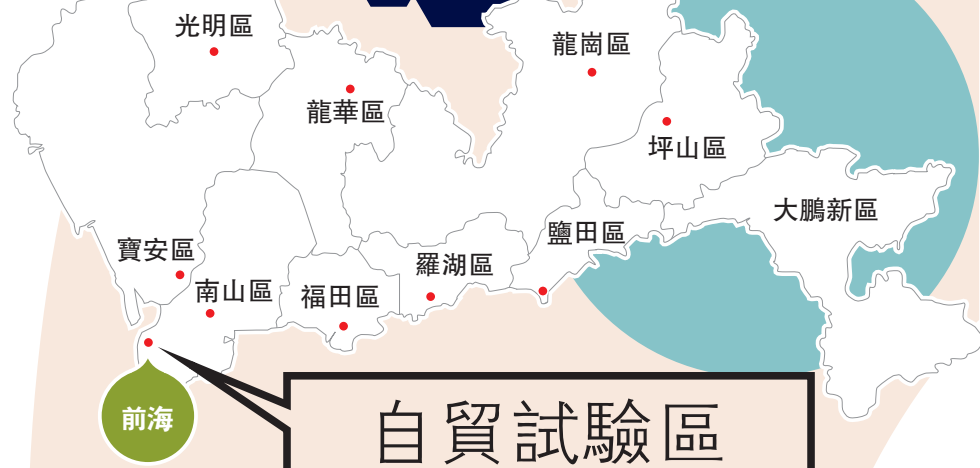 光明區
龍崗區
龍華區
坪山區
大鵬新區
鹽田區
寶安區
羅湖區
南山區
福田區
前海
自貿試驗區